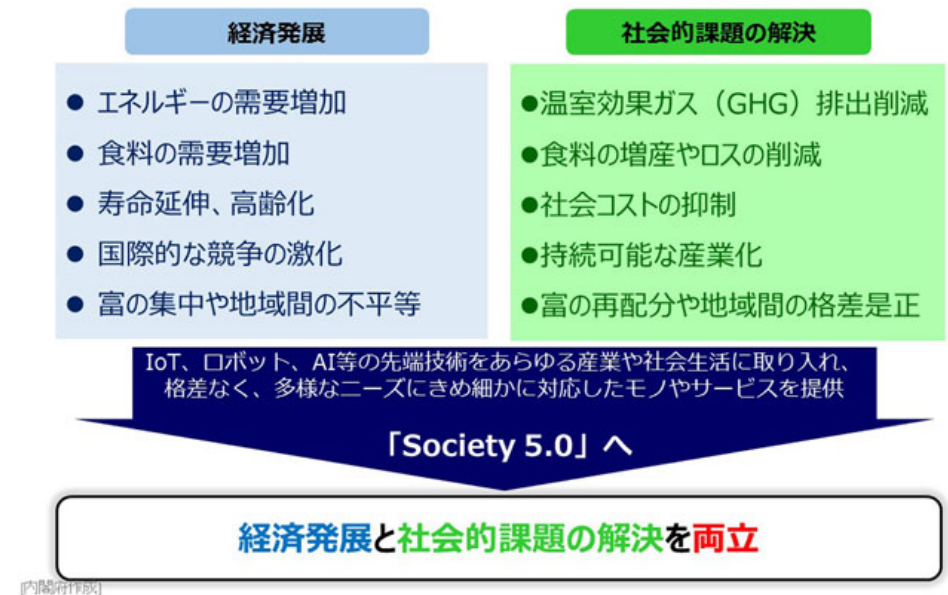 経済発展
● エネルギーの需要増加
● 食料の需要増加
● 寿命延伸、高齢化
● 国際的な競争の激化
● 富の集中や地域間の不平等
社会的課題の解決
●温室効果ガス（GHG）排出削減
●食料の増産やロスの削減
●社会コストの抑制
●持続可能な産業化
●富の再配分や地域間の格差是正
IoT、ロボット、AI等の先端技術をあらゆる産業や社会生活に取り入れ、
格差なく、多様なニーズにきめ細かに対応したモノやサービスを提供
「Society 5.0」へ
経済発展と社会的課題の解決を両立
[内閣府作成]